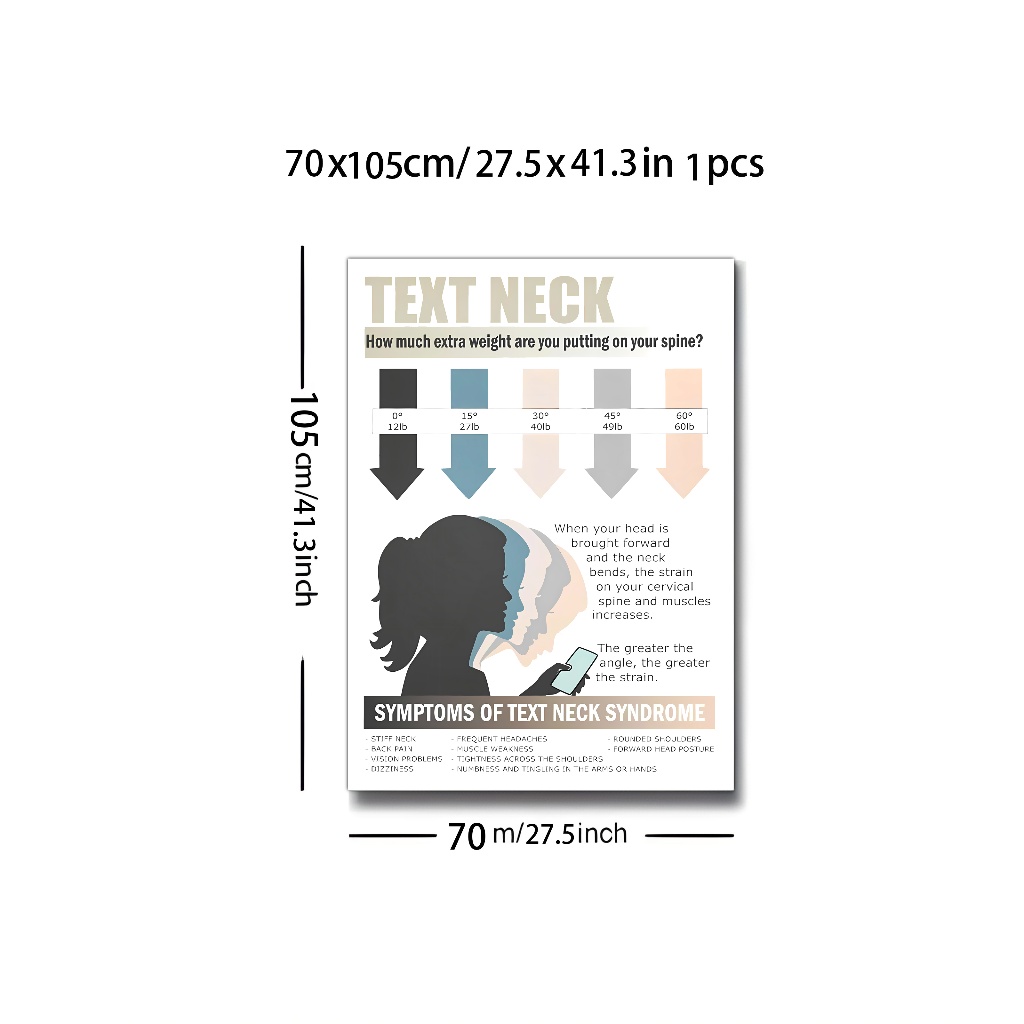 70x105cm/27.5x41.3in 1pcs
105cm/41.3inch
TEXT NECK
How much extra weight are you putting on your spine?
0° 15° 30° 45° 60°
12lb 27lb 40lb 49lb 60lb
When your head is
brought forward
and the neck
bends, the strain
on your cervical
spine and muscles
increases.
The greater the
angle, the greater
the strain.
SYMPTOMS OF TEXT NECK SYNDROME
- STIFF NECK
- BACK PAIN
- VISION PROBLEMS
- DIZZINESS
- FREQUENT HEADACHES
- MUSCLE WEAKNESS
- TIGHTNESS ACROSS THE SHOULDERS
- NUMBNESS AND TINGLING IN THE ARMS OR HANDS
- ROUNDED SHOULDERS
- FORWARD HEAD POSTURE
70 m/27.5inch